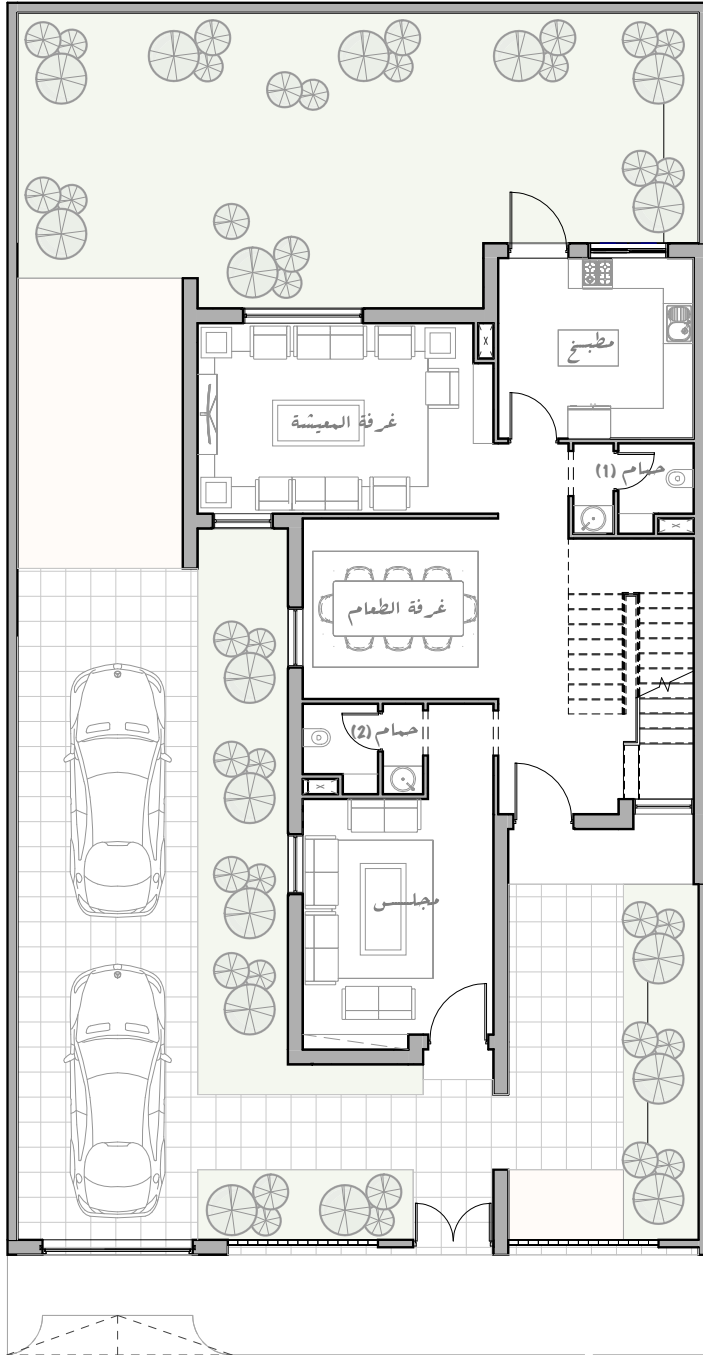 مطبخ
غرفة المعيشة
حمام (1)
غرفة الطعام
حمام (2)
مجلس